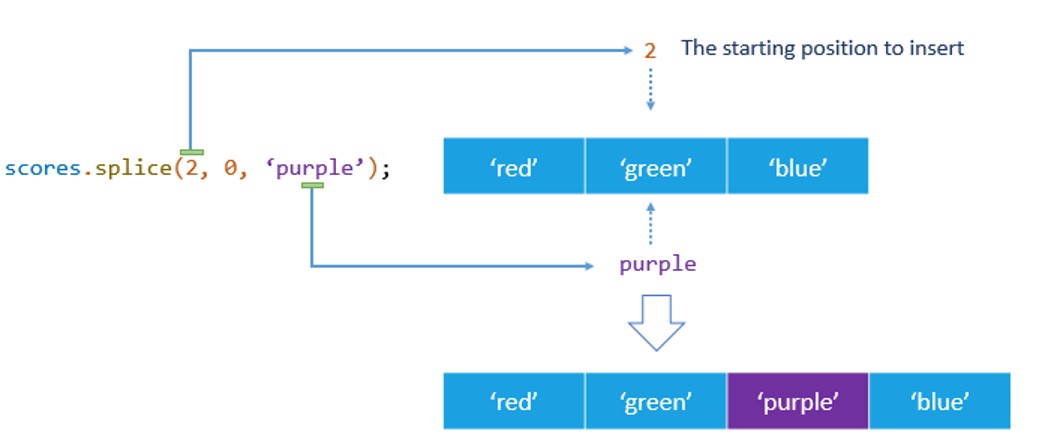 2 The starting position to insert
scores.splice(2, 0, ‘purple’);
‘red’ ‘green’ ‘blue’
purple
‘red’ ‘green’ ‘purple’ ‘blue’